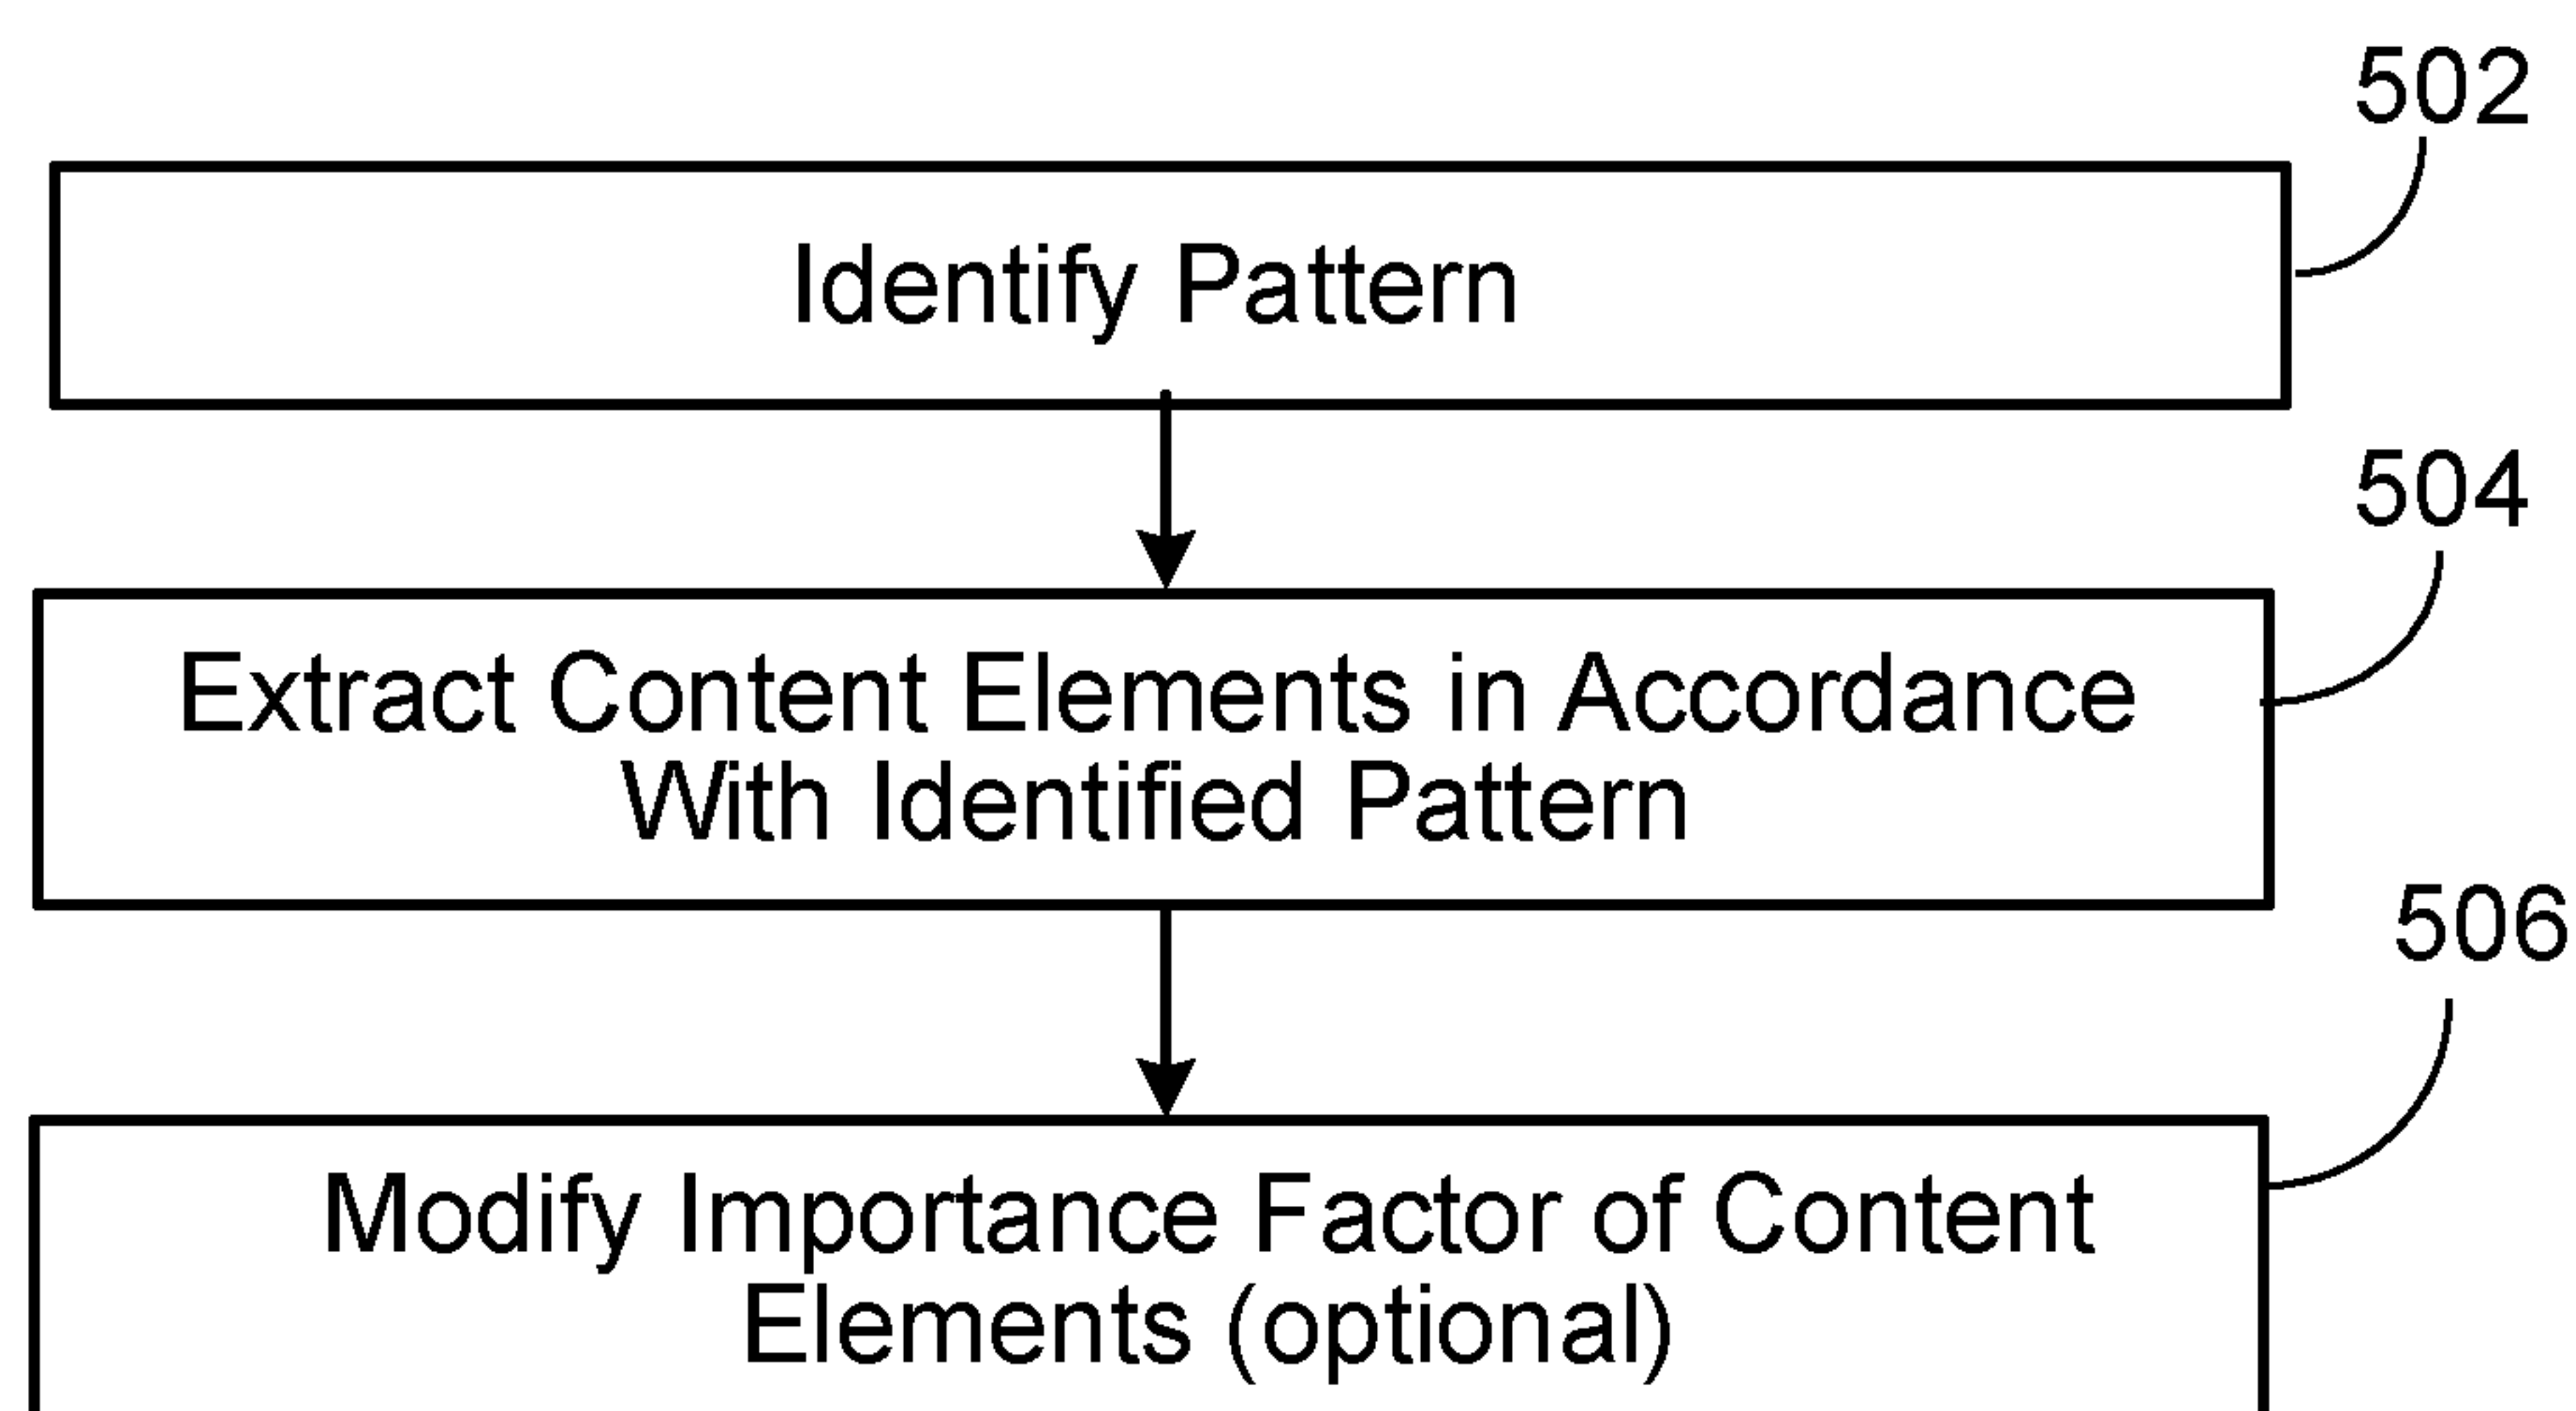 502
Identify Pattern
504
Extract Content Elements in Accordance
With Identified Pattern
506
Modify Importance Factor of Content
Elements (optional)